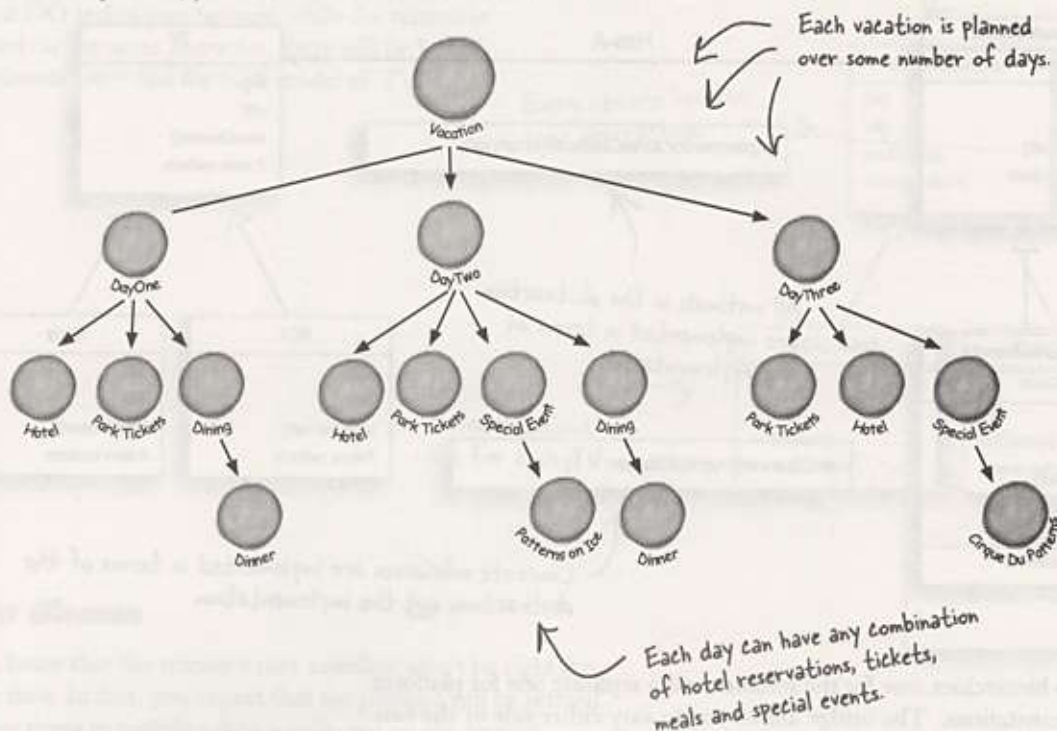 Each vacation is planned
over some number of days.
Vacation
DayOne
DayTwo
DayThree
Hotel
Park Tickets
Dining
Hotel
Park Tickets
Special Event
Dining
Park Tickets
Hotel
Special Event
Dinner
Patterns on Ice
Dinner
Cirque Du Patterns
Each day can have any combination
of hotel reservations, tickets,
meals and special events.